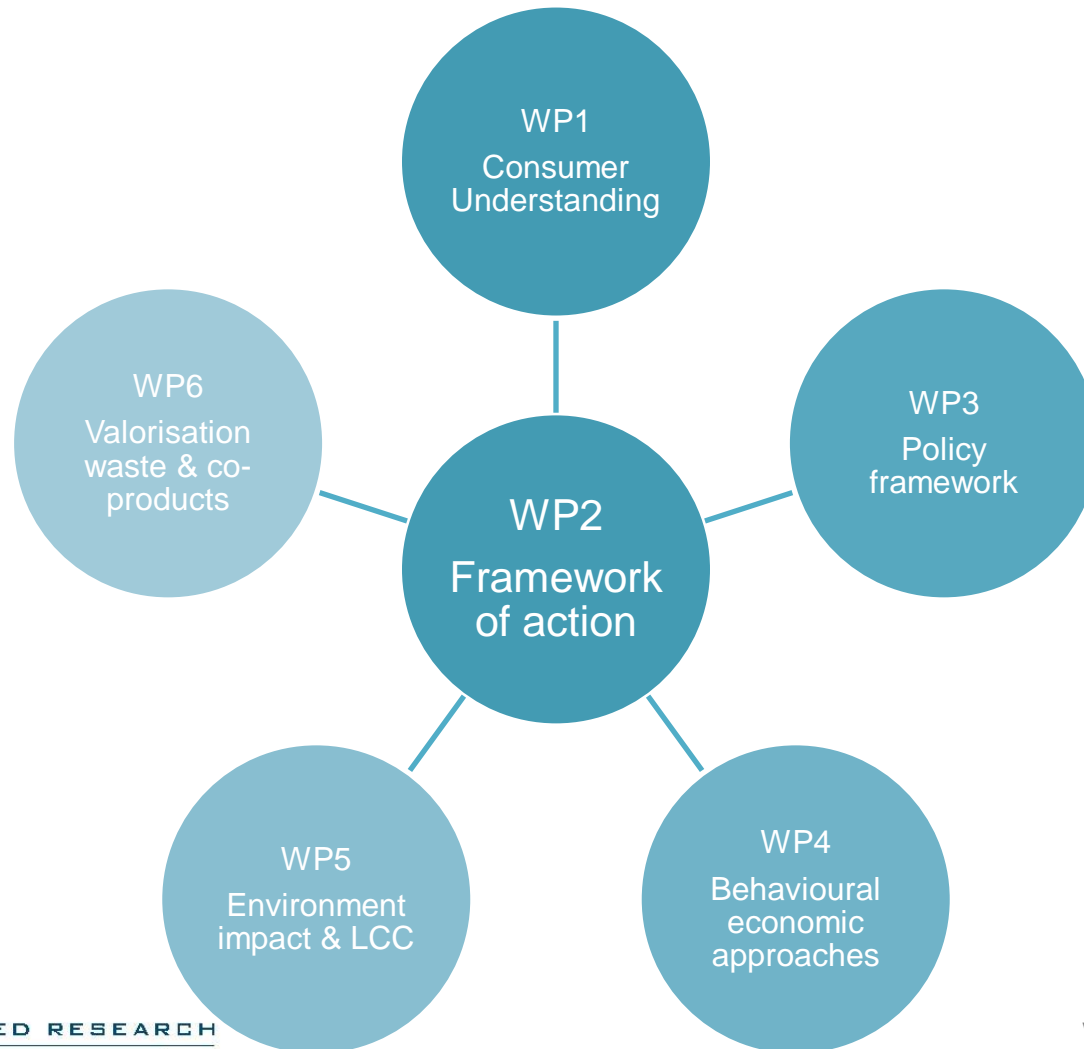 WP1
Consumer
Understanding
WP6
Valorisation
waste & co-
products
WP3
Policy
framework
WP2
Framework
of action
WP5
Environment
impact & LCC
WP4
Behavioural
economic
approaches
ED RESEARCH